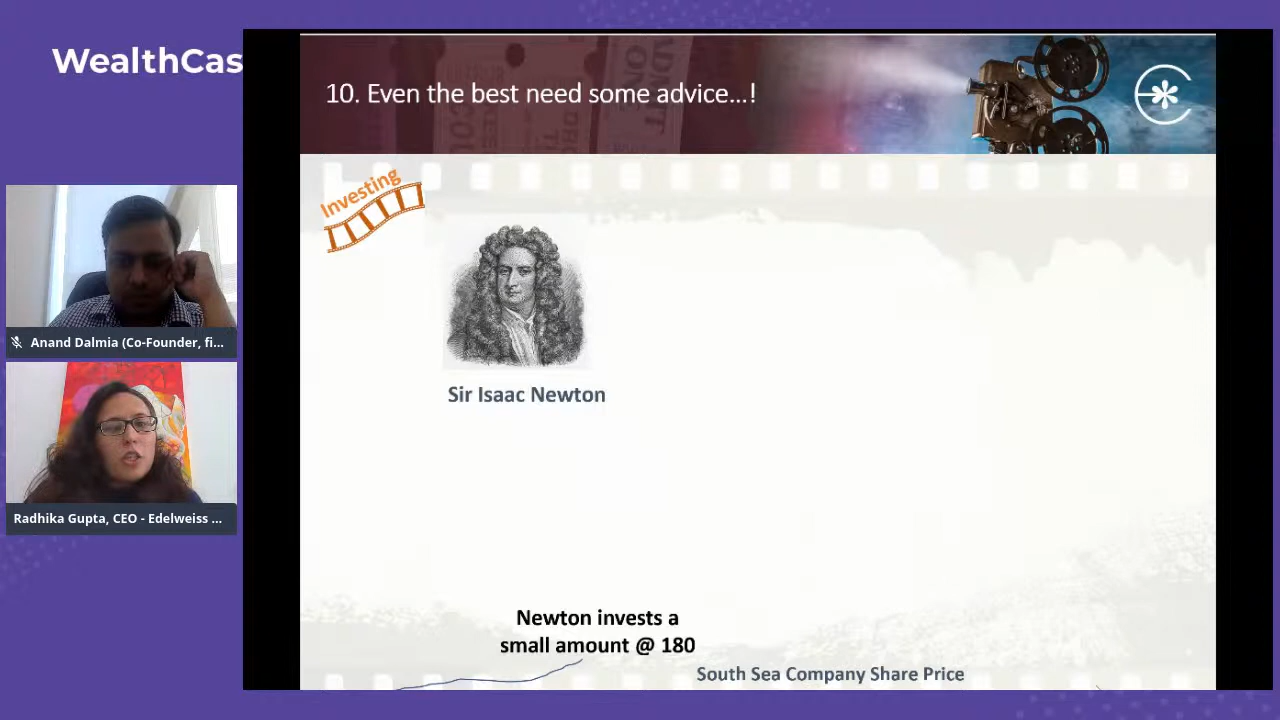 WealthCas
10. Even the best need some advice...!
Investing
Sir Isaac Newton
Anand Dalmia (Co-Founder, fi...
Radhika Gupta, CEO - Edelweiss ...
Newton invests a
small amount @ 180
South Sea Company Share Price